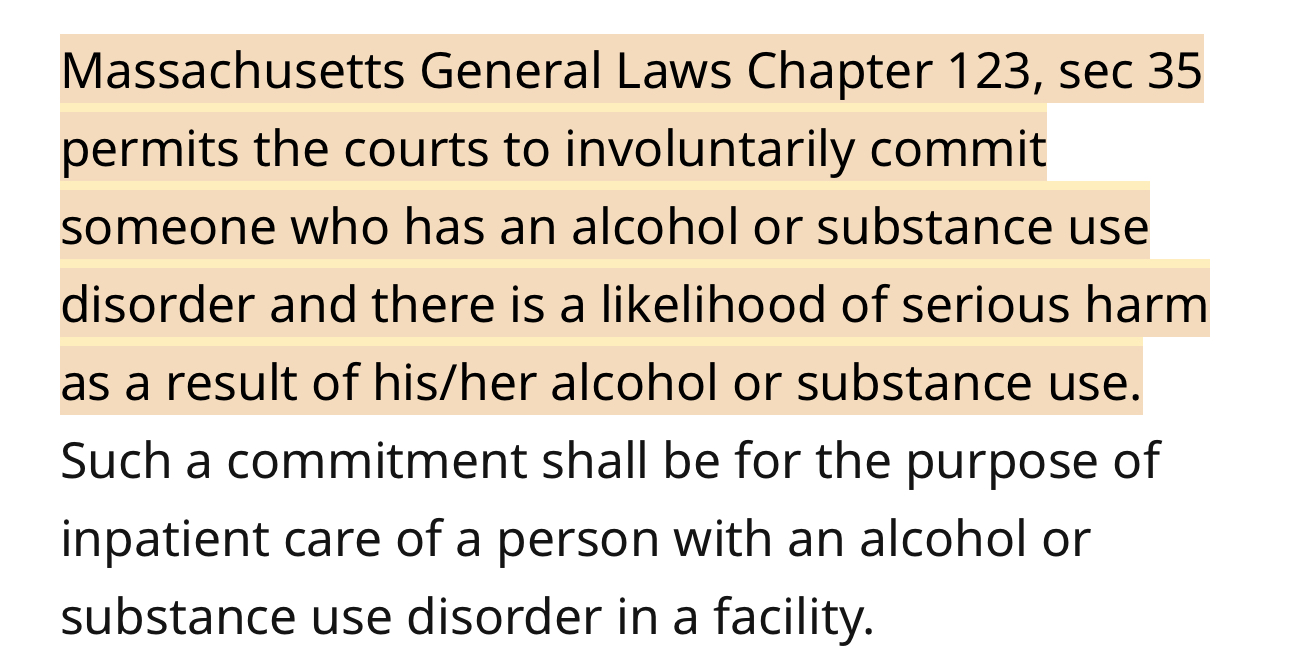 Massachusetts General Laws Chapter 123, sec 35
permits the courts to involuntarily commit
someone who has an alcohol or substance use
disorder and there is a likelihood of serious harm
as a result of his/her alcohol or substance use.
Such a commitment shall be for the purpose of
inpatient care of a person with an alcohol or
substance use disorder in a facility.